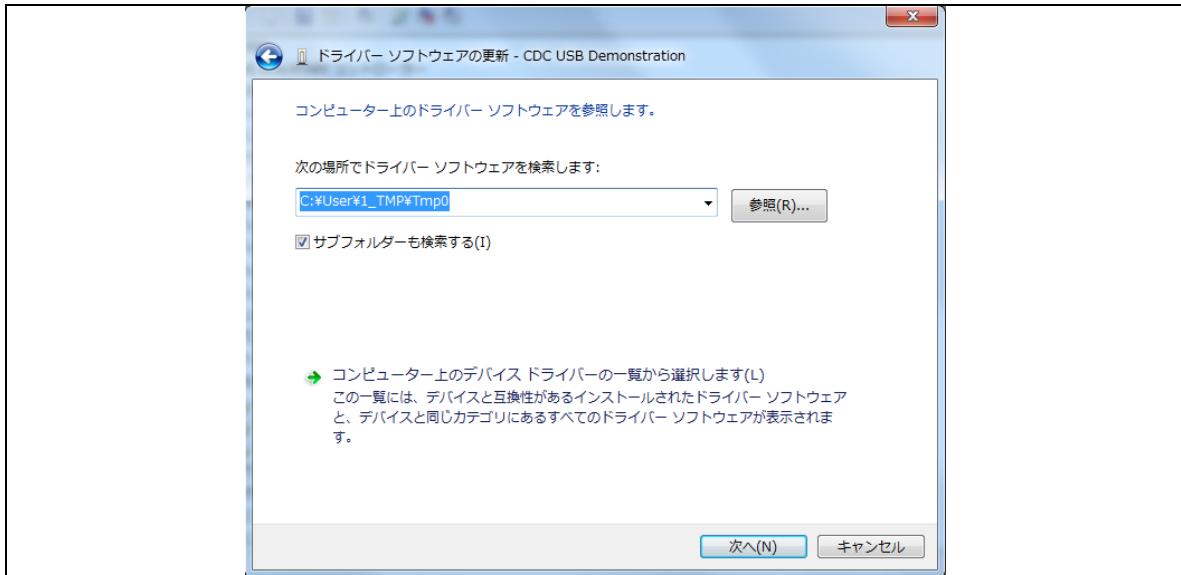 ドライバー ソフトウェアの更新 - CDC USB Demonstration
コンピューター上のドライバー ソフトウェアを参照します。
次の場所でドライバー ソフトウェアを検索します:
C:¥User¥1_TMP¥Tmp0
参照(R)...
サブフォルダーも検索する(I)
コンピューター上のデバイス ドライバーの一覧から選択します(L)
この一覧には、デバイスと互換性があるインストールされたドライバー ソフトウェア
と、デバイスと同じカテゴリにあるすべてのドライバー ソフトウェアが表示されま
す。
次へ(N)
キャンセル